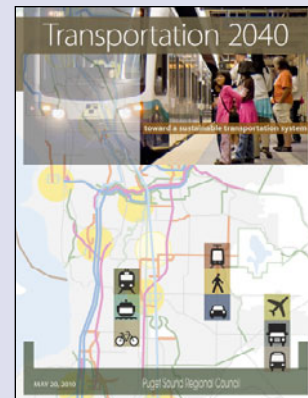 Transportation 2040
toward a sustainable transportation system
MAY 20, 2010
Puget Sound Regional Council